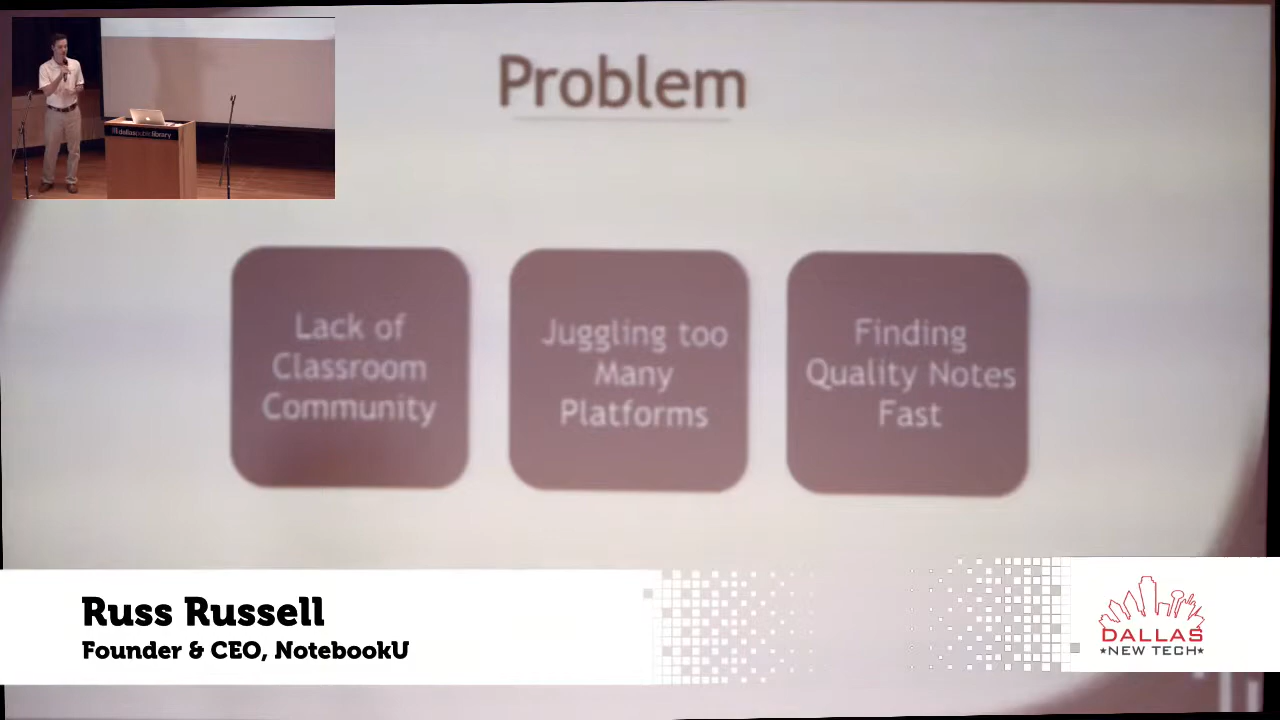 Problem
Lack of
Classroom
Community
Juggling too
Many
Platforms
Finding
Quality Notes
Fast
dallaspubliclibrary
Russ Russell
Founder & CEO, NotebookU
DALLAS
*NEW TECH*